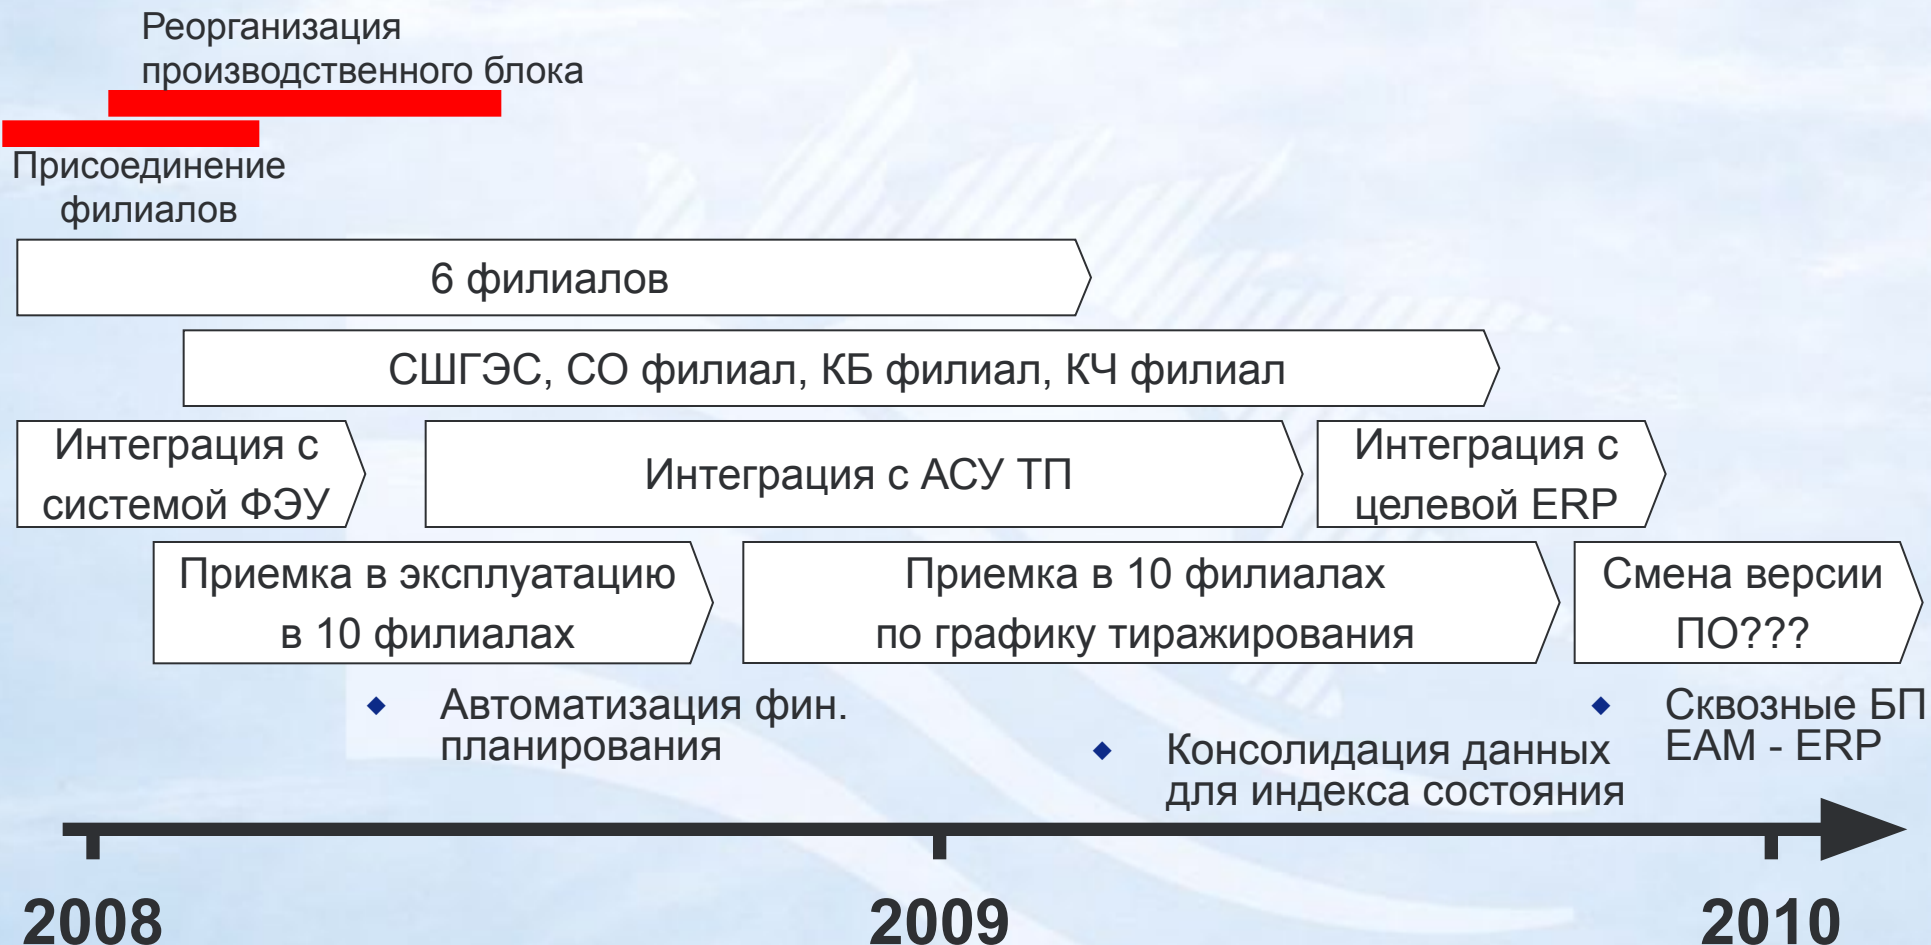 Реорганизация
производственного блока
Присоединение
филиалов
6 филиалов
СШГЭС, СО филиал, КБ филиал, КЧ филиал
Интеграция с
системой ФЭУ
Интеграция с АСУ ТП
Интеграция с
целевой ERP
Приемка в эксплуатацию
в 10 филиалах
Приемка в 10 филиалах
по графику тиражирования
Смена версии
ПО???
Автоматизация фин.
планирования
Консолидация данных
для индекса состояния
Сквозные БП
EAM - ERP
2008
2009
2010